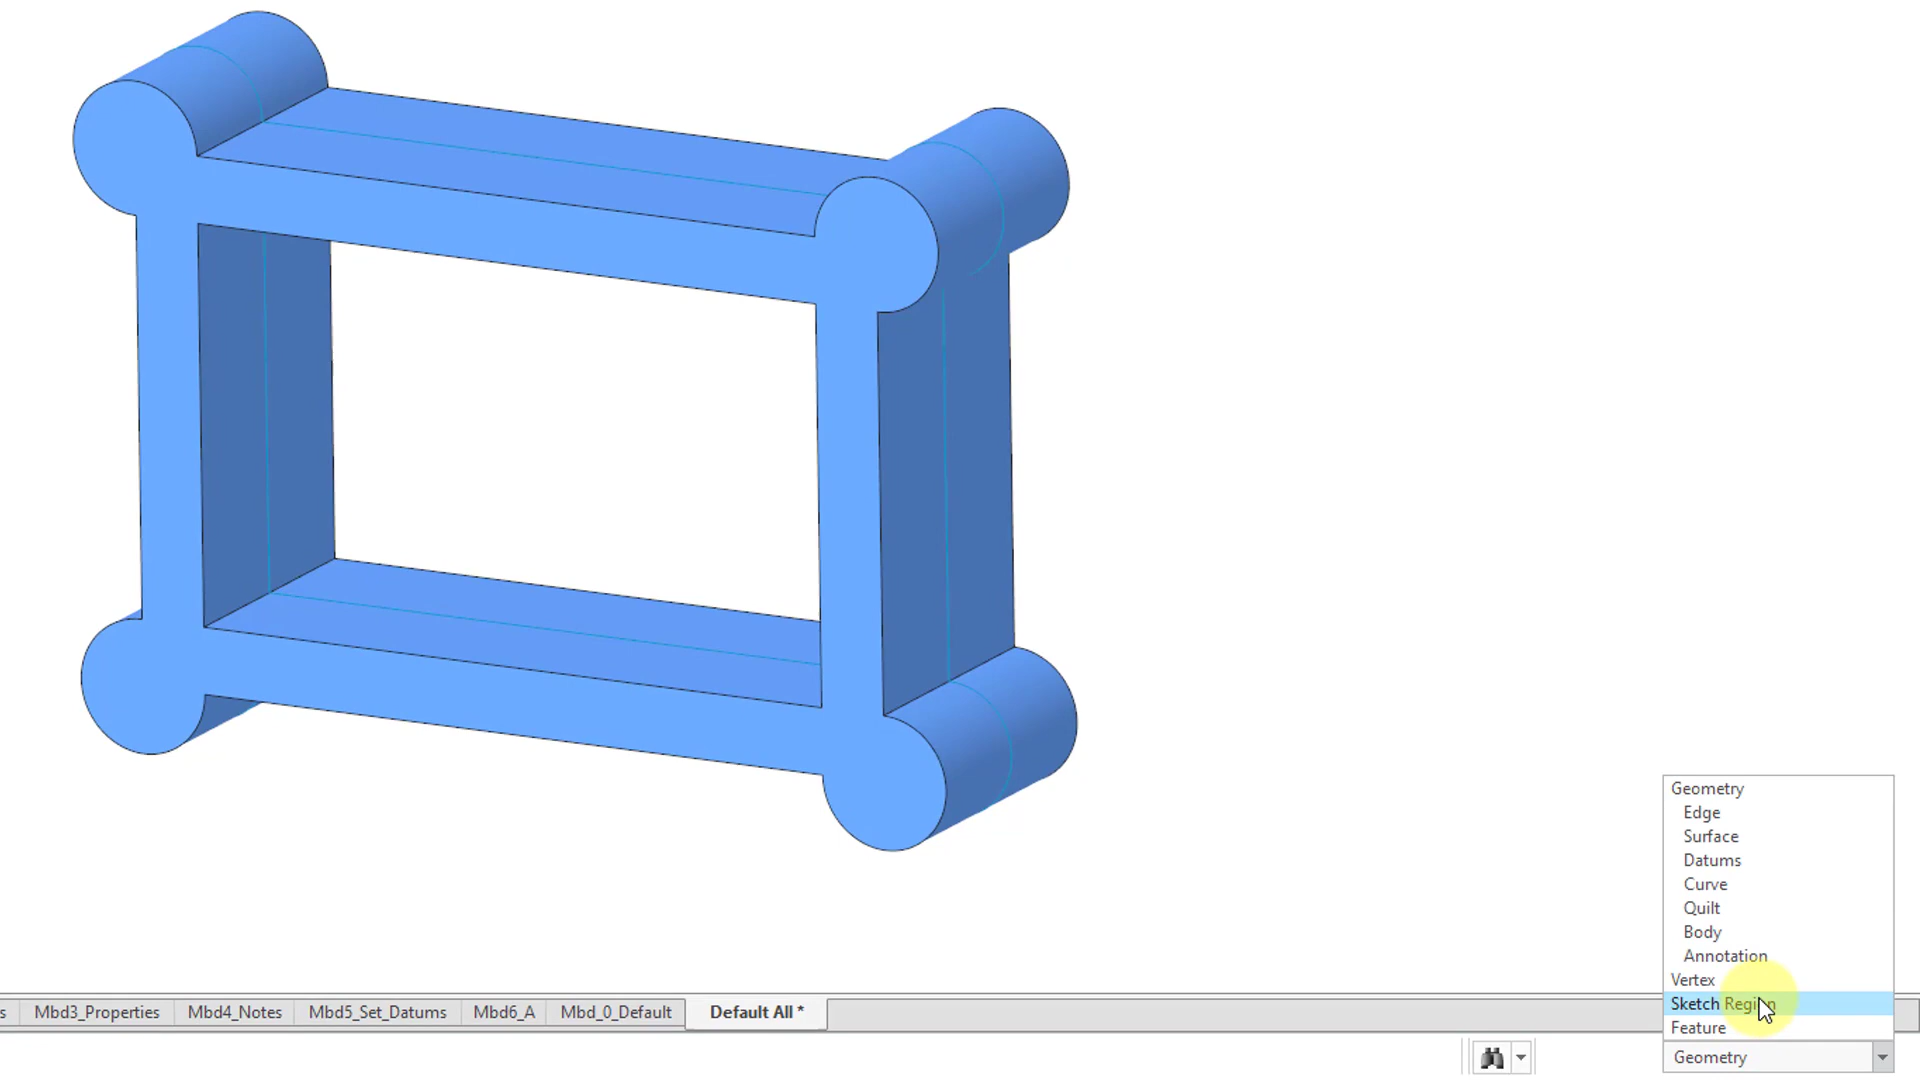 Geometry
Edge
Surface
Datums
Curve
Quilt
Body
Annotation
Vertex
Sketch Region
Feature
s Mbd3_Properties Mbd4_Notes Mbd5_Set_Datums Mbd6_A Mbd_0_Default Default All *
Geometry